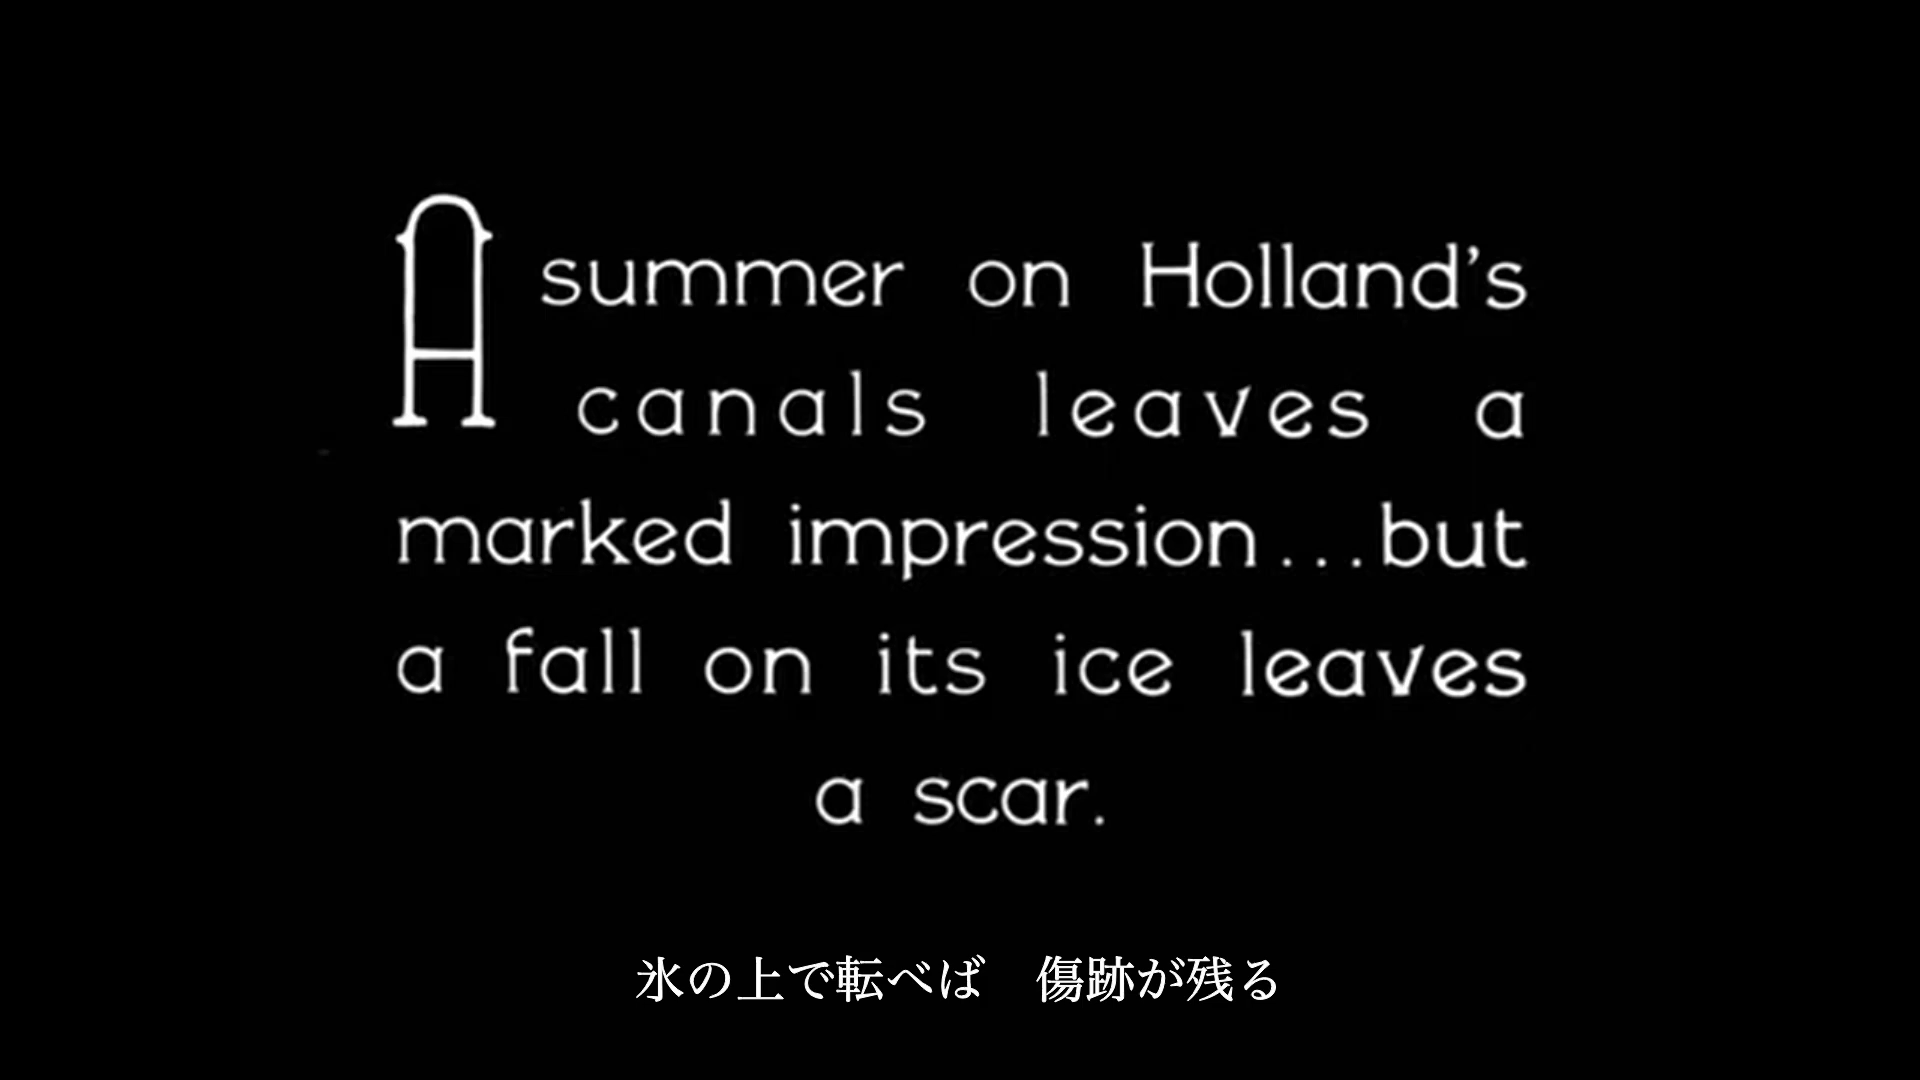 A summer on Holland's
canals leaves a
marked impression...but
a fall on its ice leaves
a scar.
氷の上で転べば　傷跡が残る